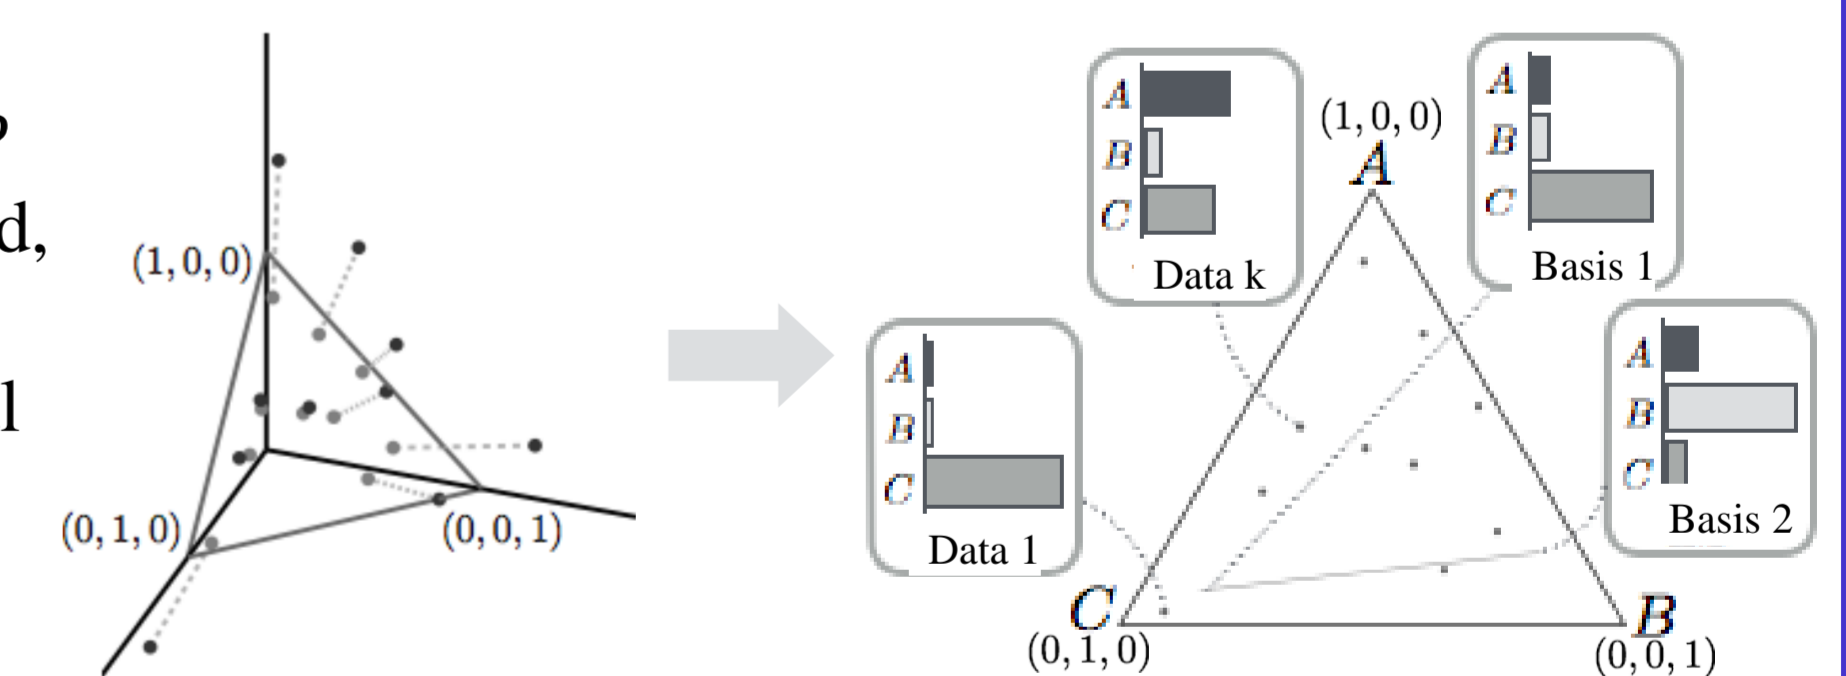 d,
l
(1, 0, 0)
(0, 1, 0)
(0, 0, 1)
A
B
C
Data 1
A
B
C
Data k
(1, 0, 0)
A
A
B
C
Basis 1
A
B
C
Basis 2
C
(0, 1, 0)
B
(0, 0, 1)